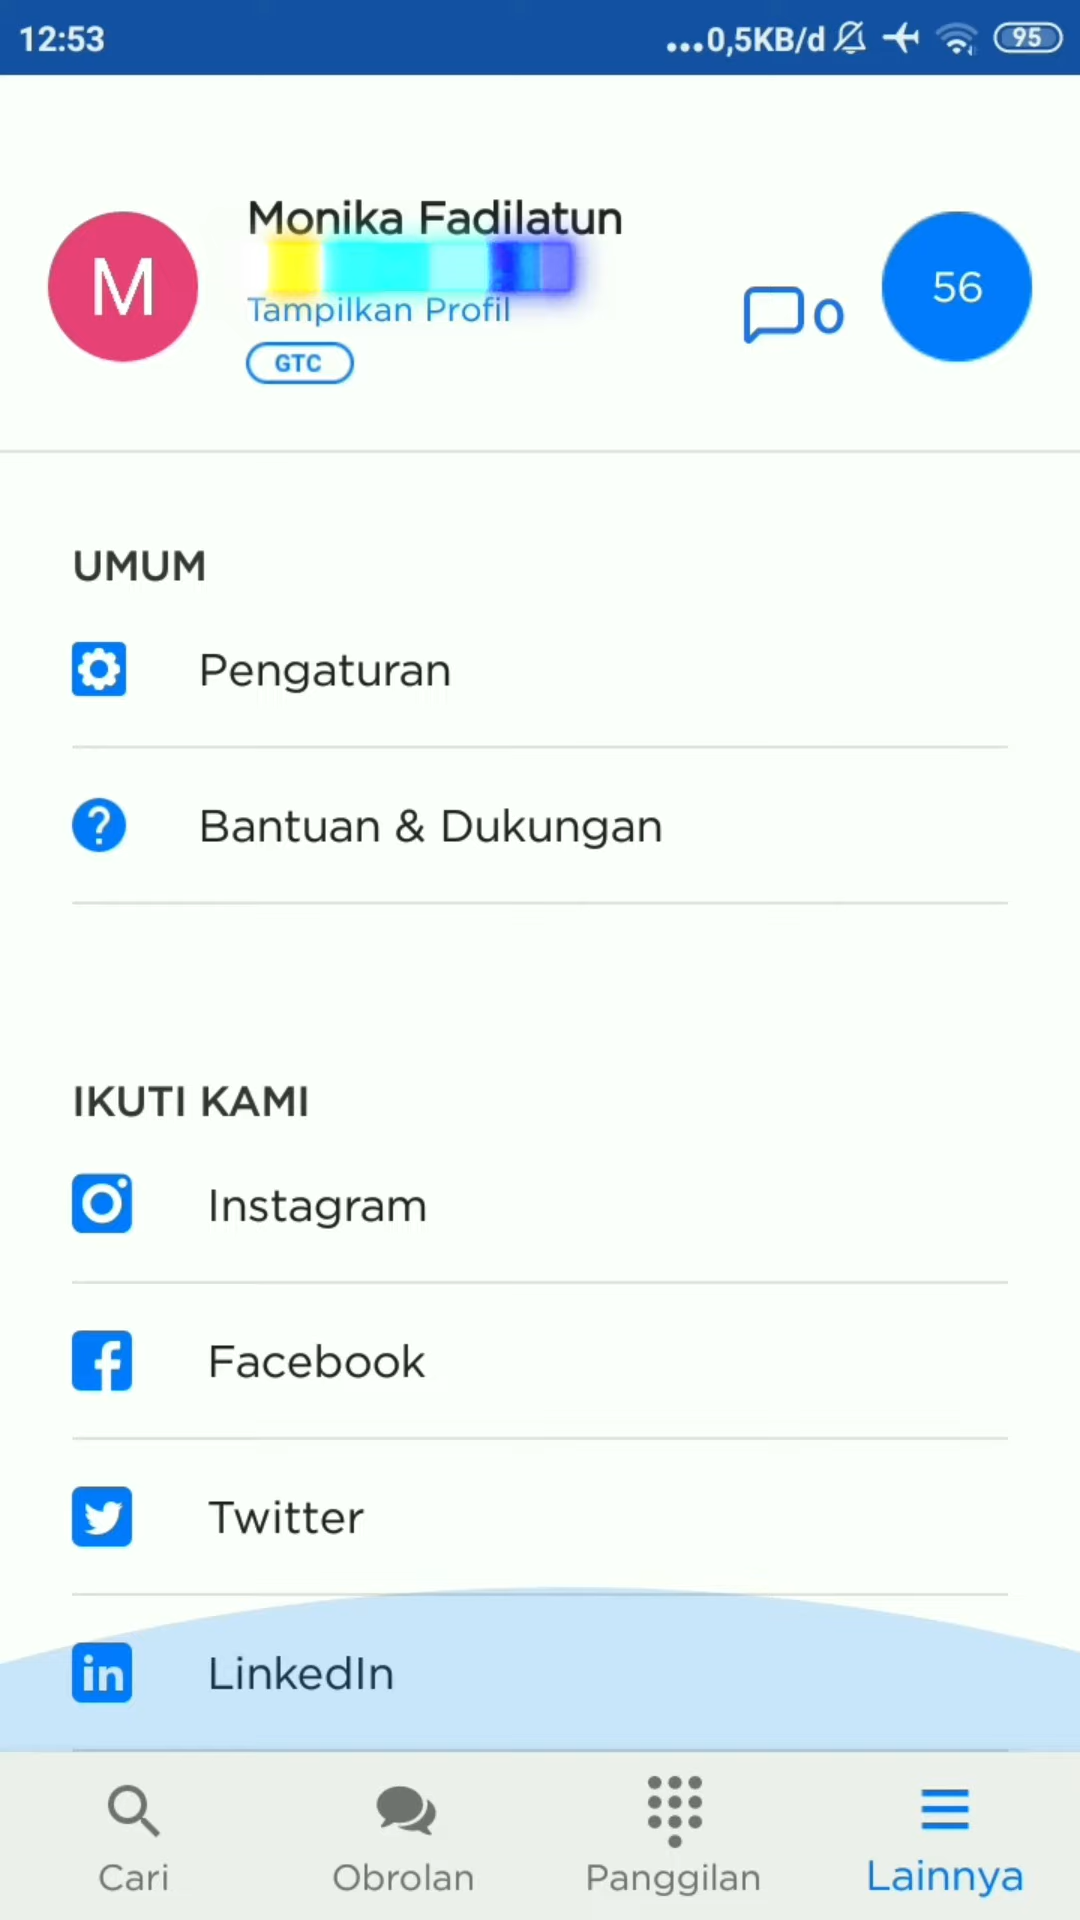 12:53
...0,5KB/d
95
Monika Fadilatun
M
Tampilkan Profil
GTC
0
56
UMUM
Pengaturan
Bantuan & Dukungan
IKUTI KAMI
Instagram
Facebook
Twitter
LinkedIn
Cari
Obrolan
Panggilan
Lainnya